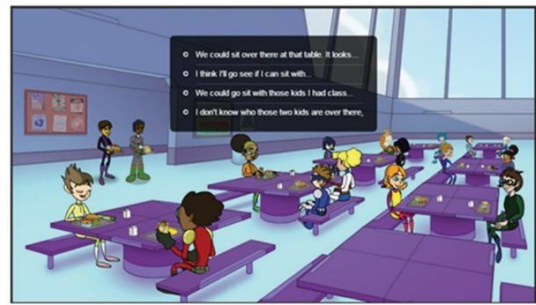 We could sit over there at that table. It looks...
I think I'll go see if I can sit with...
We could go sit with those kids I had class...
I don't know who those two kids are over there,